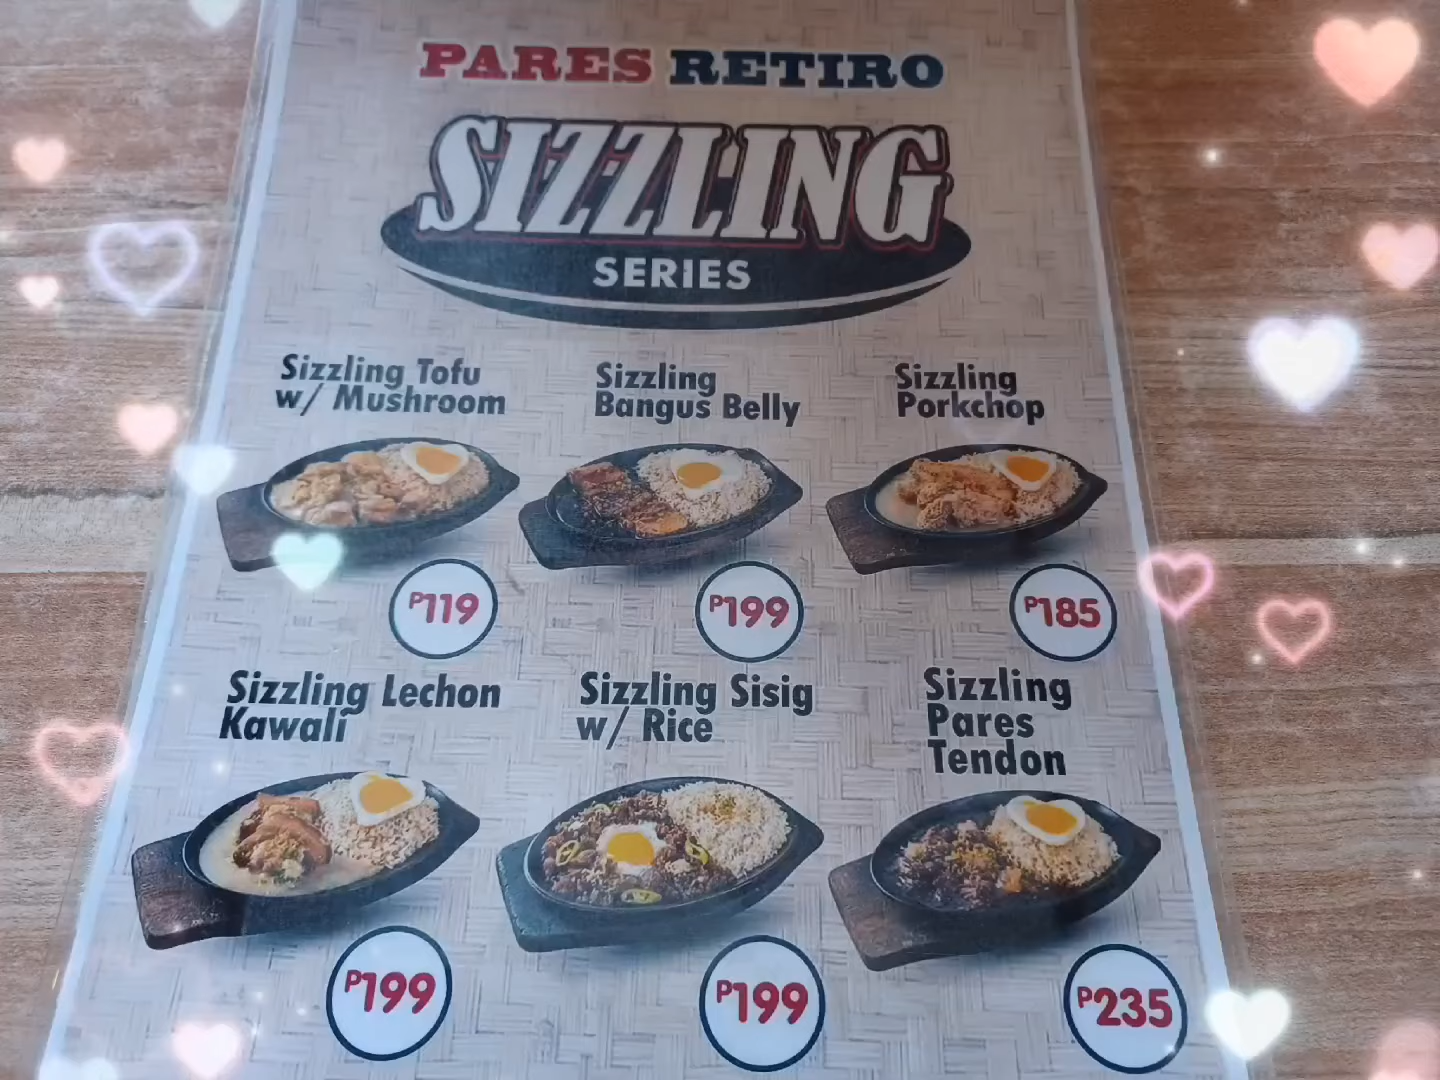 PARES RETIRO
SIZZLING
SERIES
Sizzling Tofu
w/ Mushroom
Sizzling
Bangus Belly
Sizzling
Porkchop
P119
P199
P185
Sizzling Lechon
Kawali
Sizzling Sisig
w/ Rice
Sizzling
Pares
Tendon
P199
P199
P235